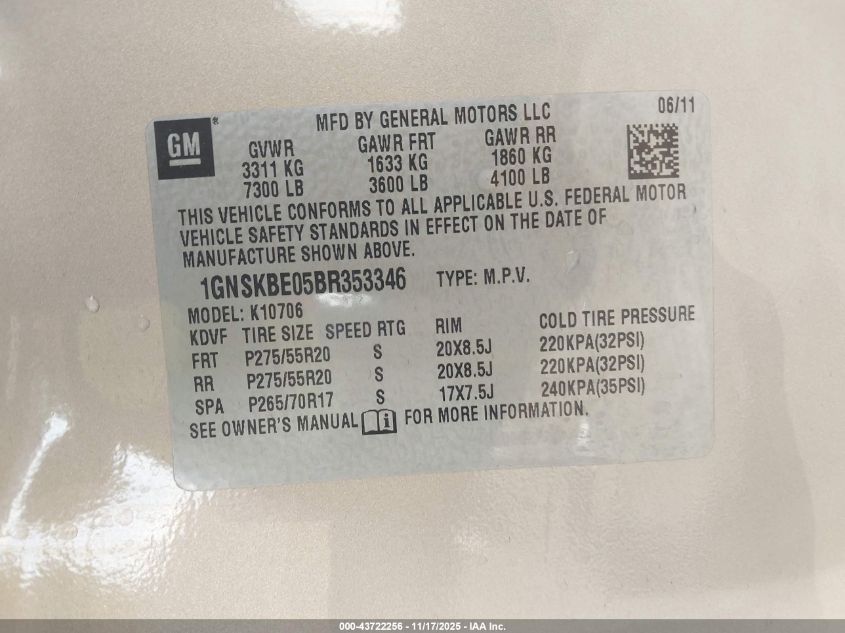 GM ®
MFD BY GENERAL MOTORS LLC 06/11
GVWR GAWR FRT GAWR RR
3311 KG 1633 KG 1860 KG
7300 LB 3600 LB 4100 LB
THIS VEHICLE CONFORMS TO ALL APPLICABLE U.S. FEDERAL MOTOR
VEHICLE SAFETY STANDARDS IN EFFECT ON THE DATE OF
MANUFACTURE SHOWN ABOVE.
1GNSKBE05BR353346 TYPE: M.P.V.
MODEL: K10706
KDVF TIRE SIZE SPEED RTG RIM COLD TIRE PRESSURE
FRT P275/55R20 S 20X8.5J 220KPA(32PSI)
RR P275/55R20 S 20X8.5J 220KPA(32PSI)
SPA P265/70R17 S 17X7.5J 240KPA(35PSI)
SEE OWNER'S MANUAL i FOR MORE INFORMATION.
000-43722256 - 11/17/2025 - IAA Inc.